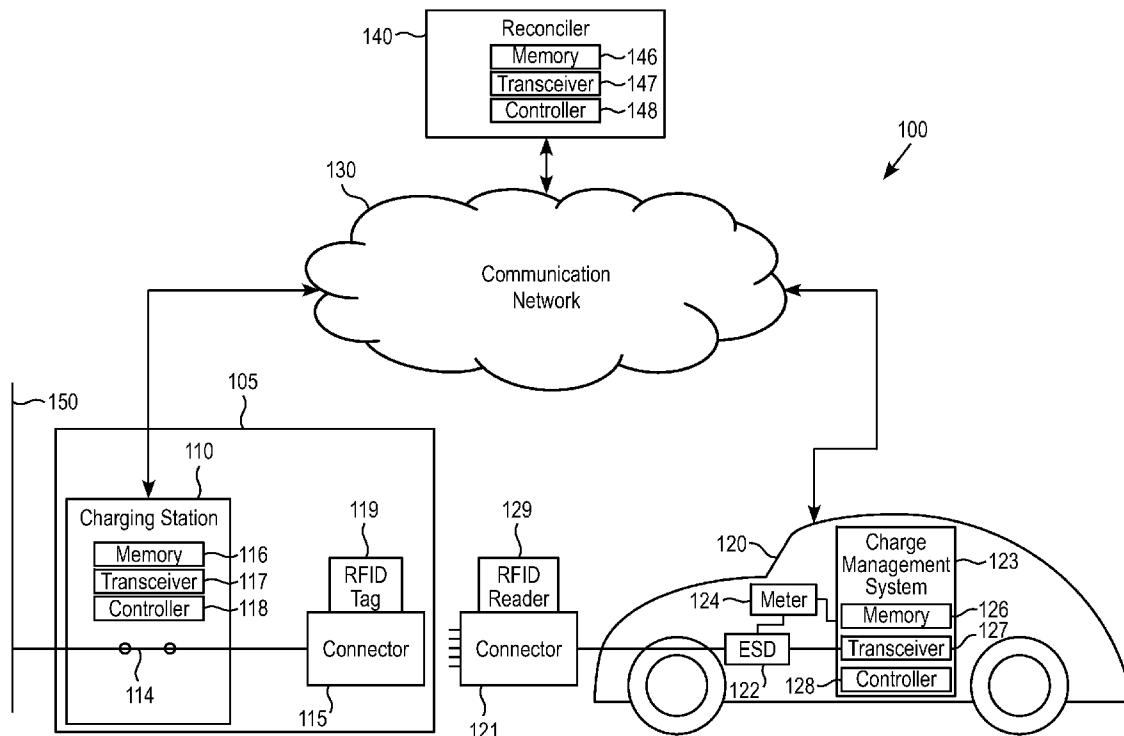 140
Reconciler
Memory
146
Transceiver
147
Controller
148
100
130
Communication
Network
150
105
110
Charging Station
Memory
116
Transceiver
117
Controller
118
114
119
RFID
Tag
Connector
115
129
RFID
Reader
Connector
121
120
124
Meter
ESD
122
Charge
Management
System
123
Memory
126
Transceiver
127
128
Controller